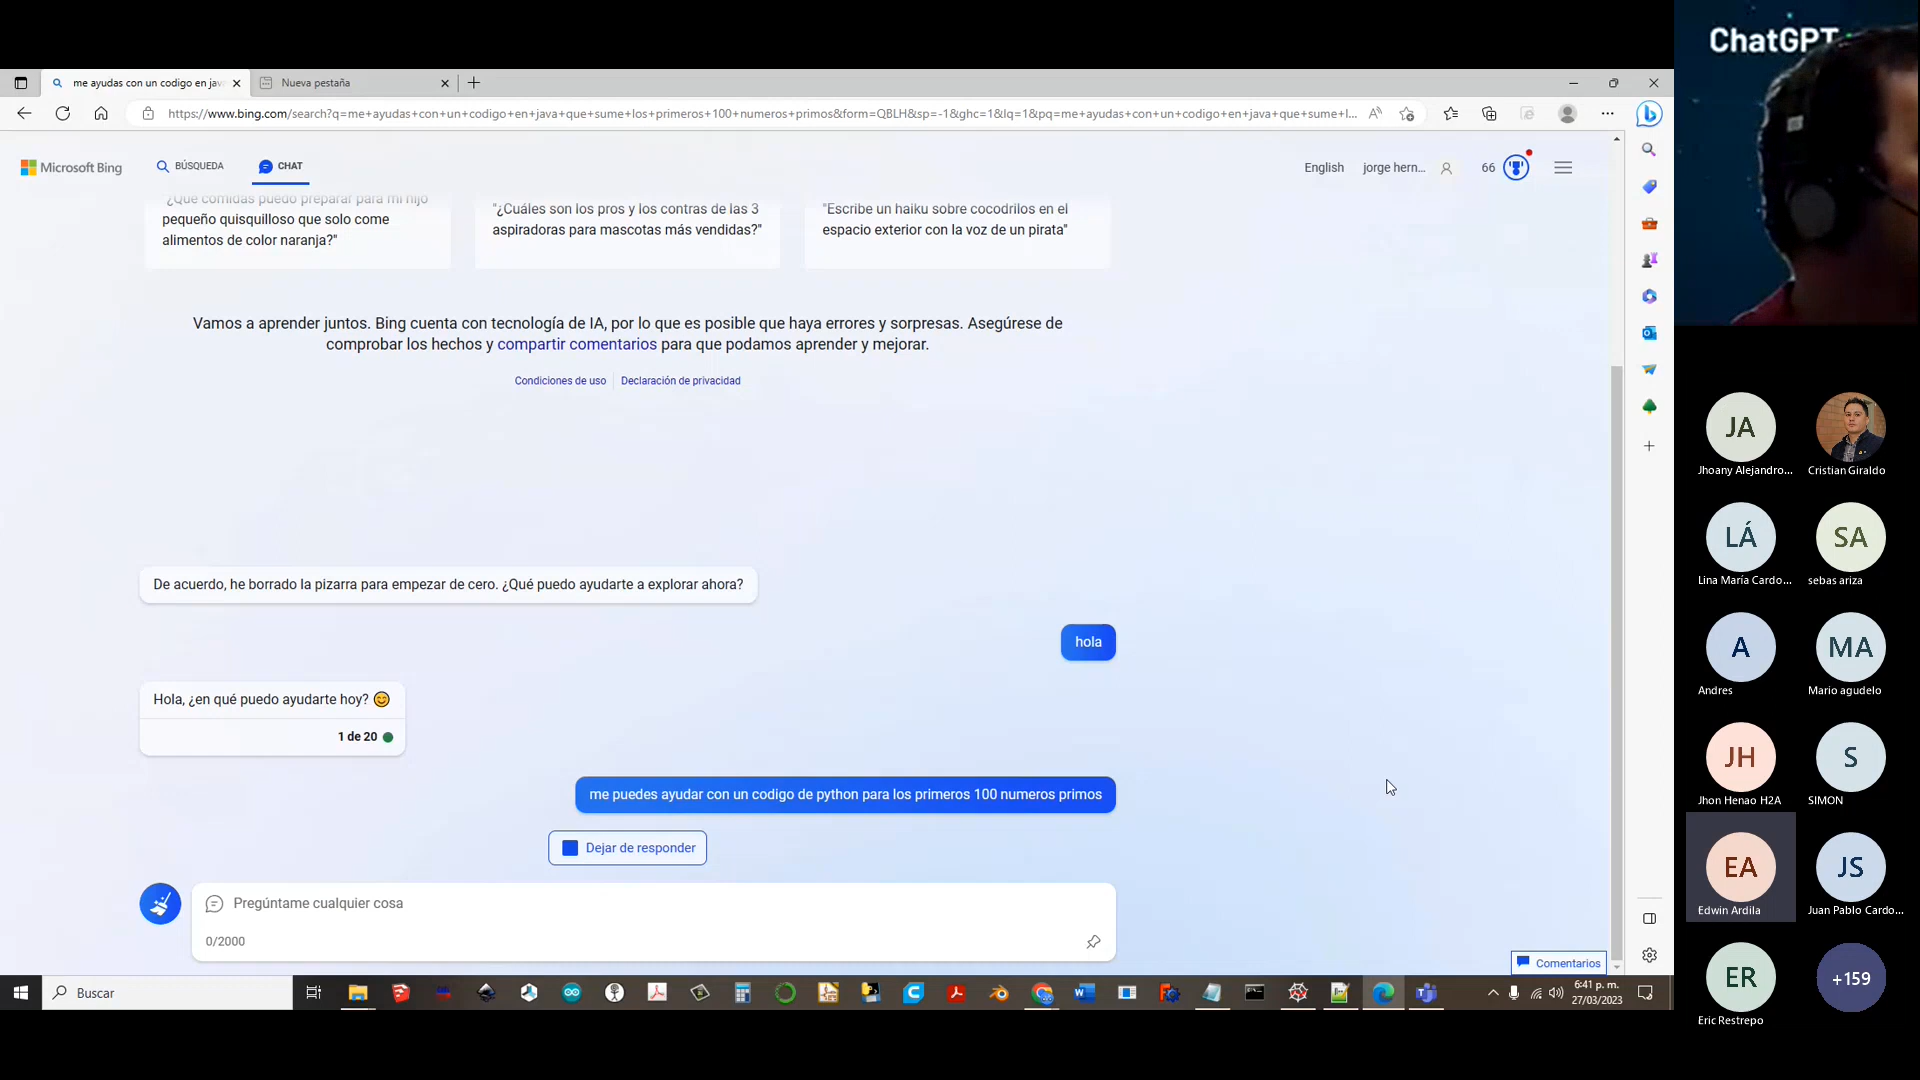 ChatGPT
me ayudas con un codigo en jav
Nueva pestaña
https://www.bing.com/search?q=me+ayudas+con+un+codigo+en+java+que+sume+los+primeros+100+numeros+primos&form=QBLH&sp=-1&ghc=1&lq=1&pq=me+ayudas+con+un+codigo+en+java+que+sume+l...
Microsoft Bing
BÚSQUEDA
CHAT
English
jorge hern...
66
¿Qué comidas puedo preparar para mi hijo
pequeño quisquilloso que solo come
alimentos de color naranja?"
"¿Cuáles son los pros y los contras de las 3
aspiradoras para mascotas más vendidas?"
"Escribe un haiku sobre cocodrilos en el
espacio exterior con la voz de un pirata"
Vamos a aprender juntos. Bing cuenta con tecnología de IA, por lo que es posible que haya errores y sorpresas. Asegúrese de
comprobar los hechos y compartir comentarios para que podamos aprender y mejorar.
Condiciones de uso
Declaración de privacidad
De acuerdo, he borrado la pizarra para empezar de cero. ¿Qué puedo ayudarte a explorar ahora?
hola
Hola, ¿en qué puedo ayudarte hoy? 😊
1 de 20
me puedes ayudar con un codigo de python para los primeros 100 numeros primos
Dejar de responder
Pregúntame cualquier cosa
0/2000
Comentarios
Buscar
6:41 p. m.
27/03/2023
JA
Jhoany Alejandro...
Cristian Giraldo
LÁ
Lina María Cardo...
SA
sebas ariza
A
Andres
MA
Mario agudelo
JH
Jhon Henao H2A
S
SIMON
EA
Edwin Ardila
JS
Juan Pablo Cardo...
ER
Eric Restrepo
+159